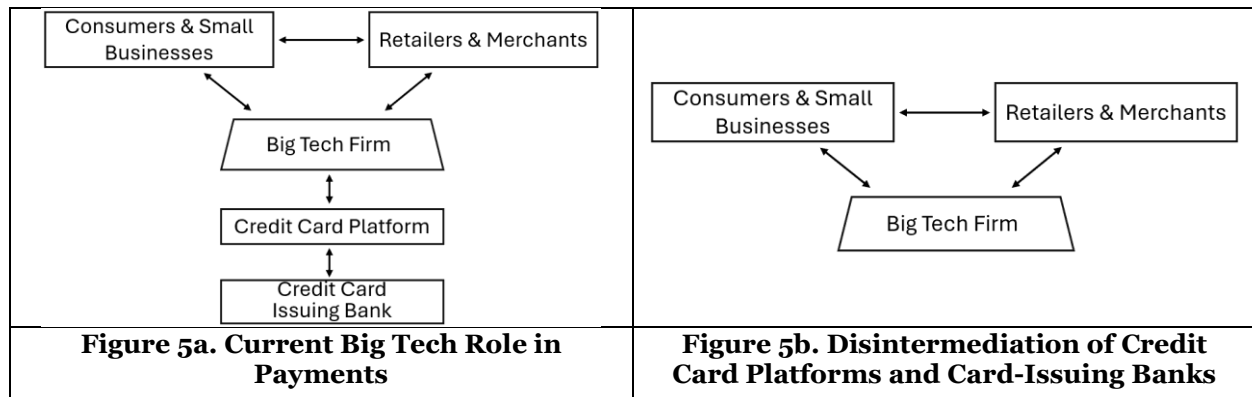 Consumers & Small
Businesses
Retailers & Merchants
Big Tech Firm
Credit Card Platform
Credit Card
Issuing Bank
Figure 5a. Current Big Tech Role in
Payments
Consumers & Small
Businesses
Retailers & Merchants
Big Tech Firm
Figure 5b. Disintermediation of Credit
Card Platforms and Card-Issuing Banks